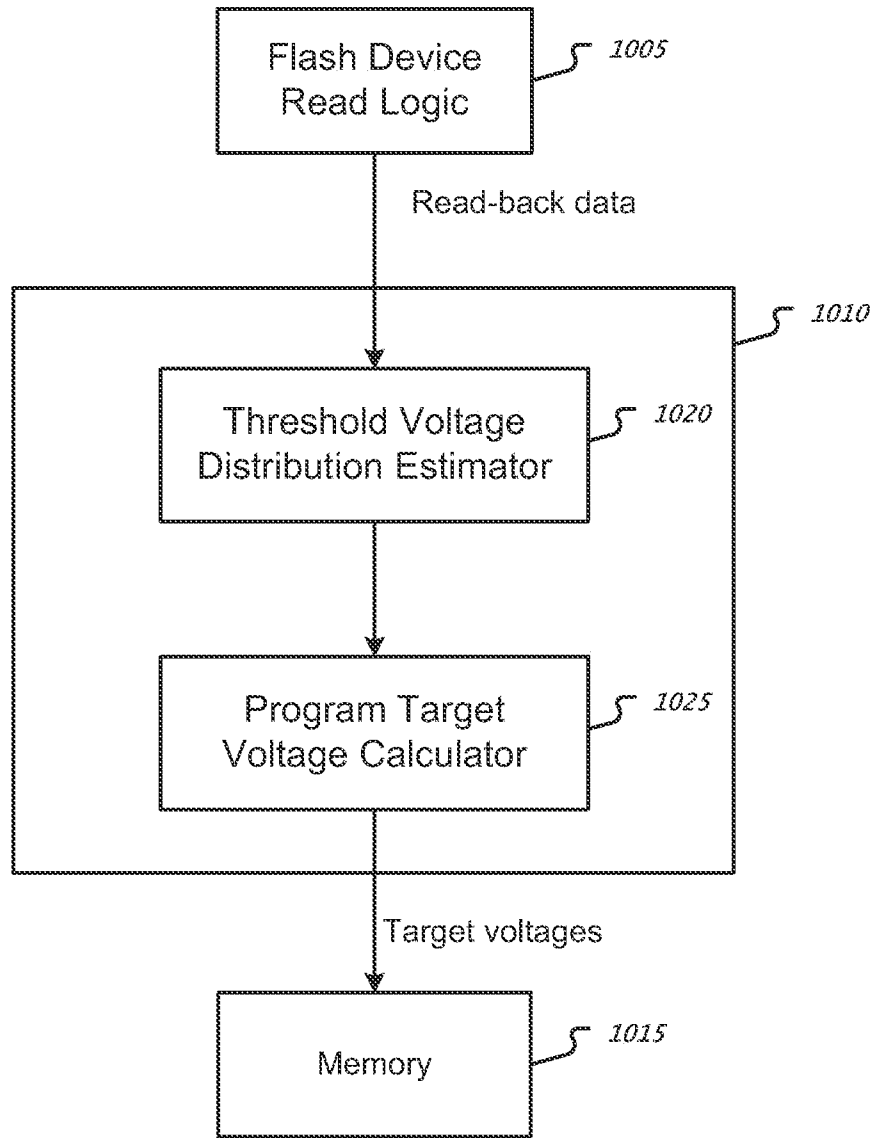 Flash Device
Read Logic
1005
Read-back data
1010
Threshold Voltage
Distribution Estimator
1020
Program Target
Voltage Calculator
1025
Target voltages
Memory
1015